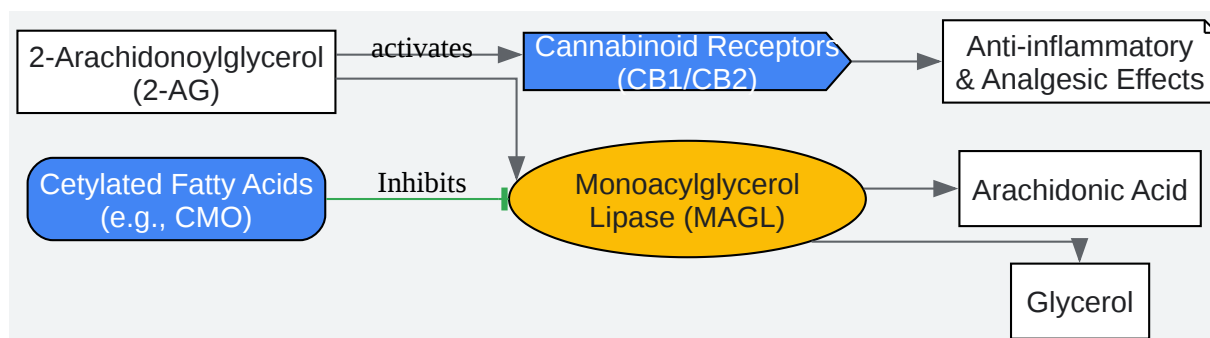 2-Arachidonoylglycerol
(2-AG)
activates
Cannabinoid Receptors
(CB1/CB2)
Anti-inflammatory
& Analgesic Effects
Cetylated Fatty Acids
(e.g., CMO)
Inhibits
Monoacylglycerol
Lipase (MAGL)
Arachidonic Acid
Glycerol